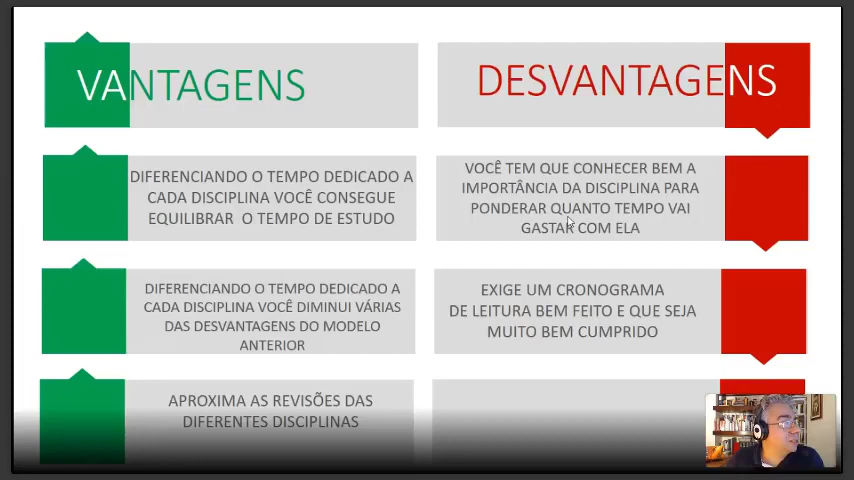 VANTAGENS
DIFERENCIANDO O TEMPO DEDICADO A
CADA DISCIPLINA VOCÊ CONSEGUE
EQUILIBRAR O TEMPO DE ESTUDO
DIFERENCIANDO O TEMPO DEDICADO A
CADA DISCIPLINA VOCÊ DIMINUI VÁRIAS
DAS DESVANTAGENS DO MODELO
ANTERIOR
APROXIMA AS REVISÕES DAS
DIFERENTES DISCIPLINAS
DESVANTAGENS
VOCÊ TEM QUE CONHECER BEM A
IMPORTÂNCIA DA DISCIPLINA PARA
PONDERAR QUANTO TEMPO VAI
GASTAR COM ELA
EXIGE UM CRONOGRAMA
DE LEITURA BEM FEITO E QUE SEJA
MUITO BEM CUMPRIDO